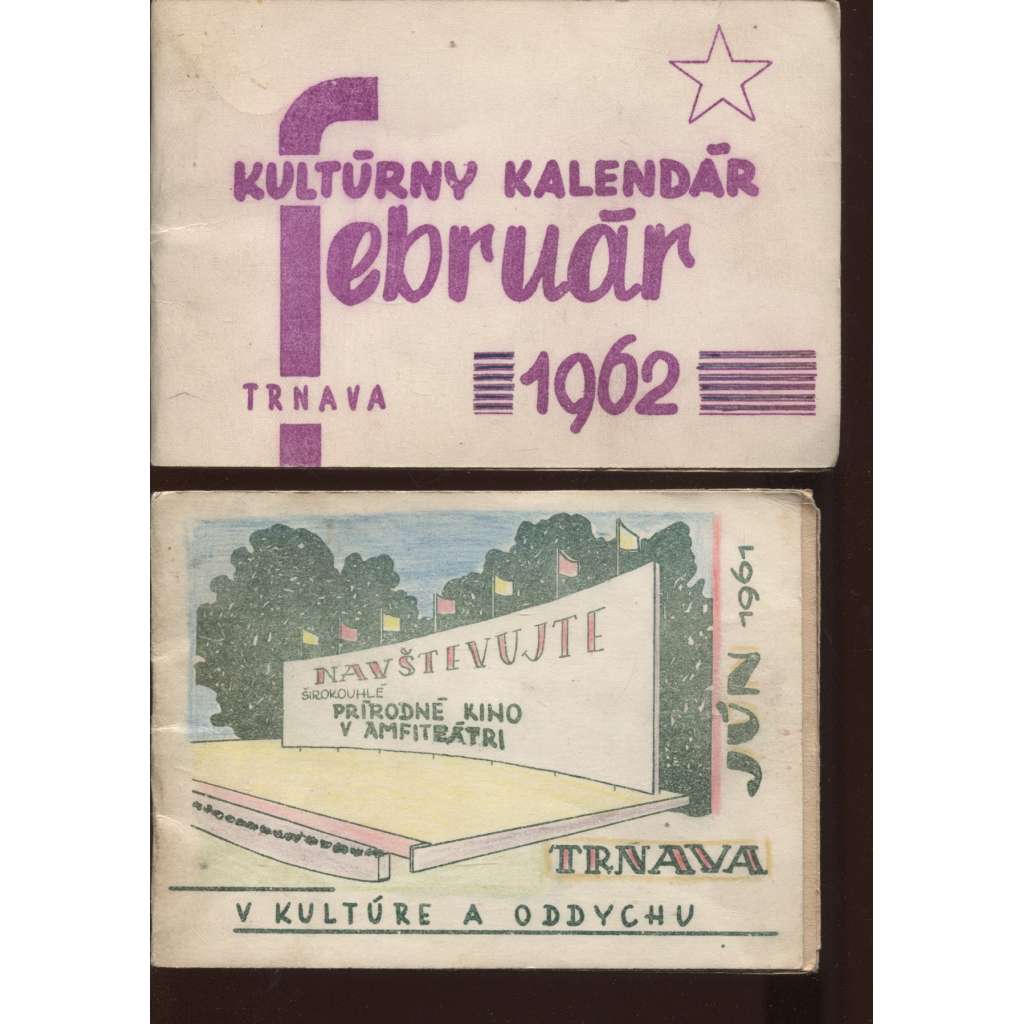 KULTÚRNY KALENDÁR
február
1962
TRNAVA
NAVŠTEVUJTE
ŠIROKOUHLÉ
PRÍRODNÉ KINO
V AMFITEÁTRI
JÚN 1961
TRNAVA
V KULTÚRE A ODDYCHU